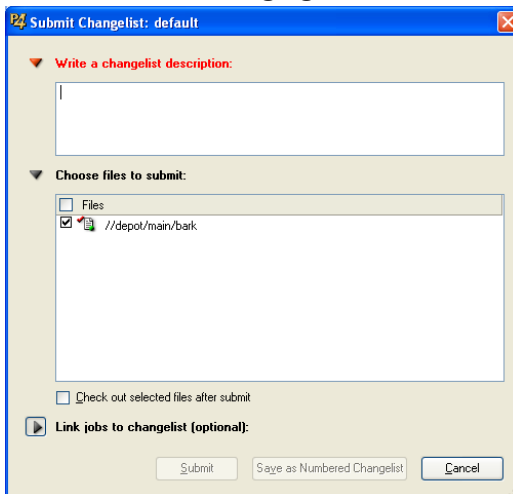 P4 Submit Changelist: default
Write a changelist description:
Choose files to submit:
Files
//depot/main/bark
Check out selected files after submit
Link jobs to changelist (optional):
Submit Save as Numbered Changelist Cancel